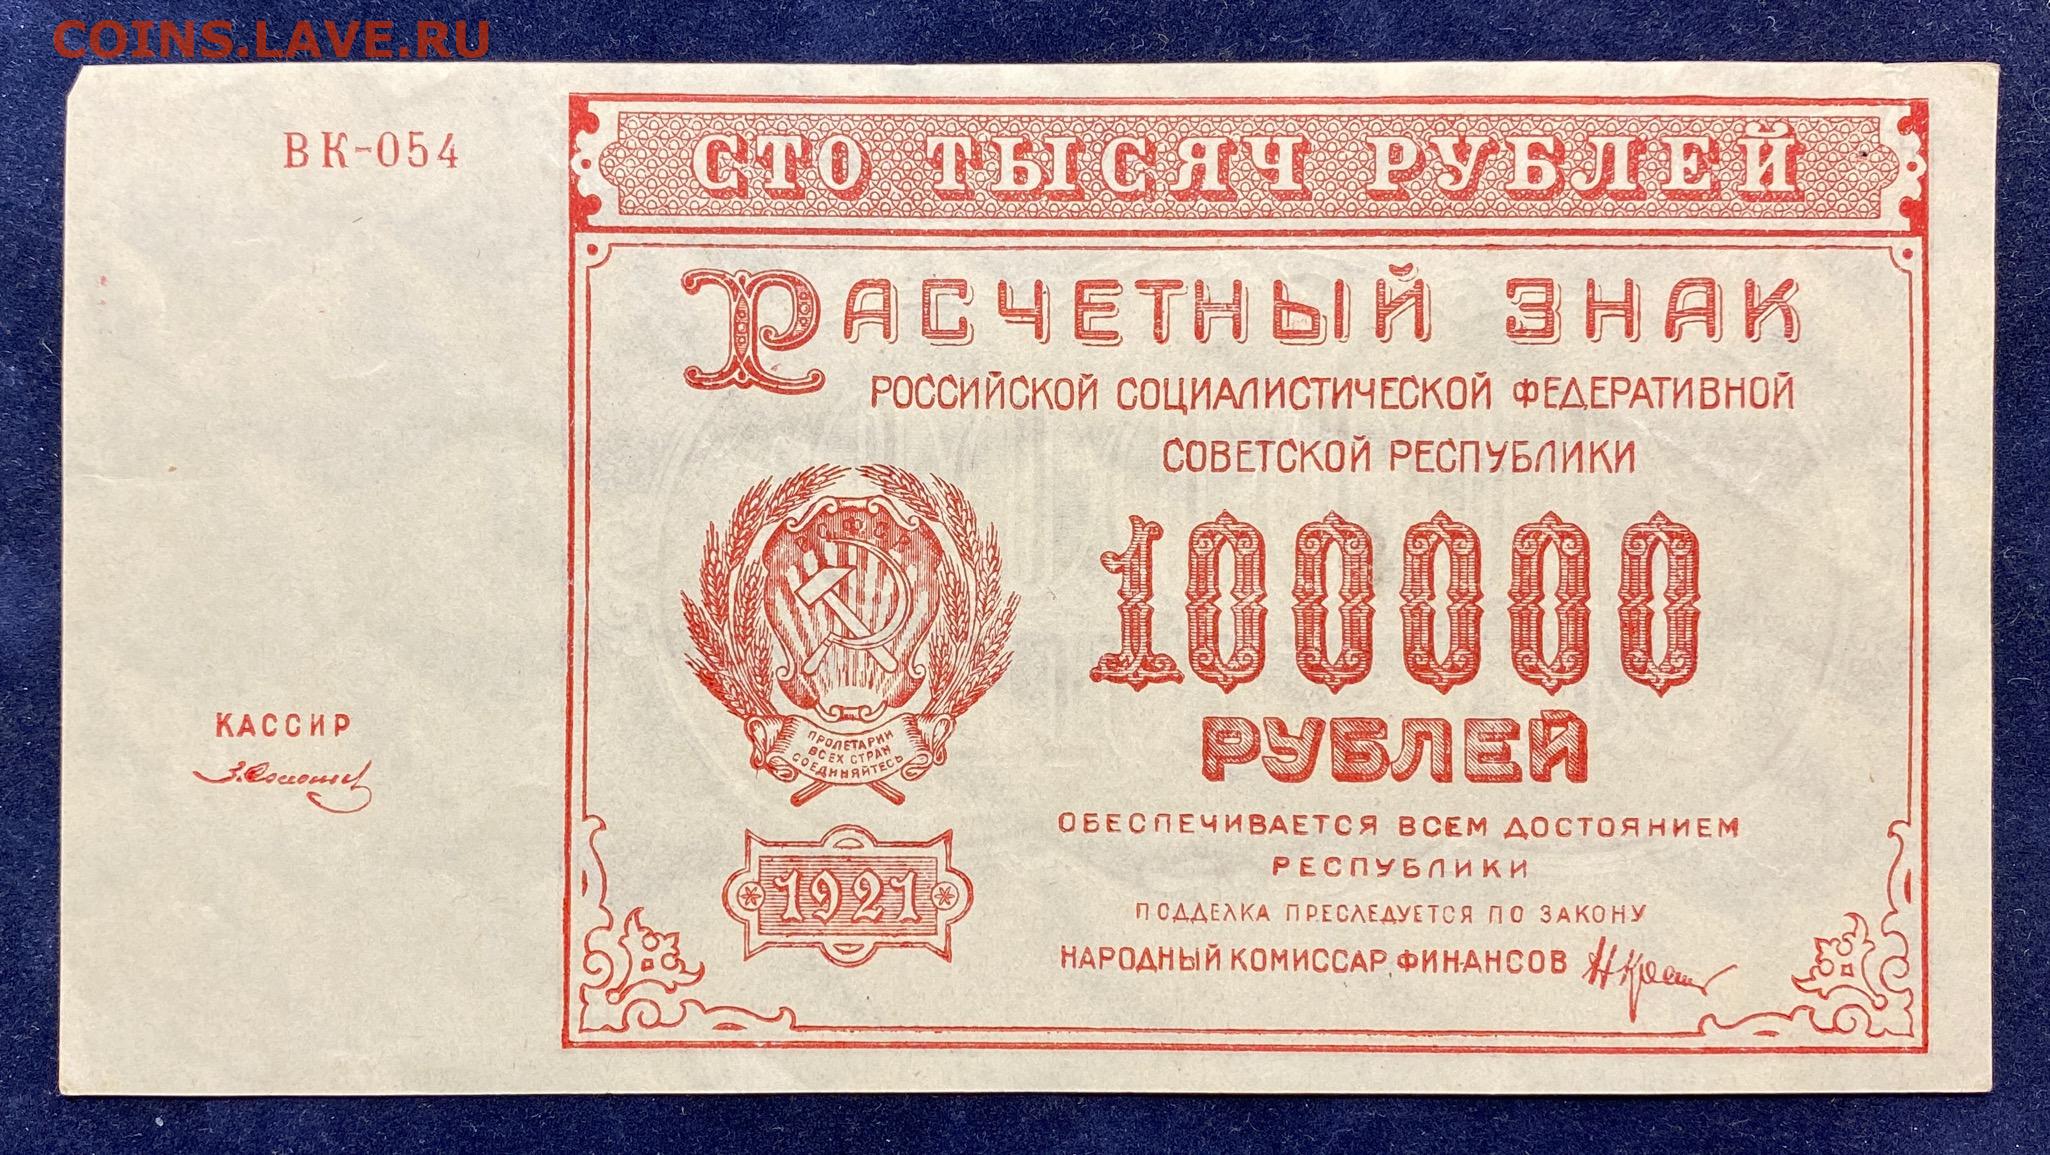 COINS.LAVE.RU
ВК-054
СТО ТЫСЯЧ РУБЛЕЙ
РАСЧЕТНЫЙ ЗНАК
РОССИЙСКОЙ СОЦИАЛИСТИЧЕСКОЙ ФЕДЕРАТИВНОЙ
СОВЕТСКОЙ РЕСПУБЛИКИ
100000
РУБЛЕЙ
ПРОЛЕТАРИИ
ВСЕХ СТРАН
СОЕДИНЯЙТЕСЬ
КАССИР
1921
ОБЕСПЕЧИВАЕТСЯ ВСЕМ ДОСТОЯНИЕМ
РЕСПУБЛИКИ
ПОДДЕЛКА ПРЕСЛЕДУЕТСЯ ПО ЗАКОНУ
НАРОДНЫЙ КОМИССАР ФИНАНСОВ